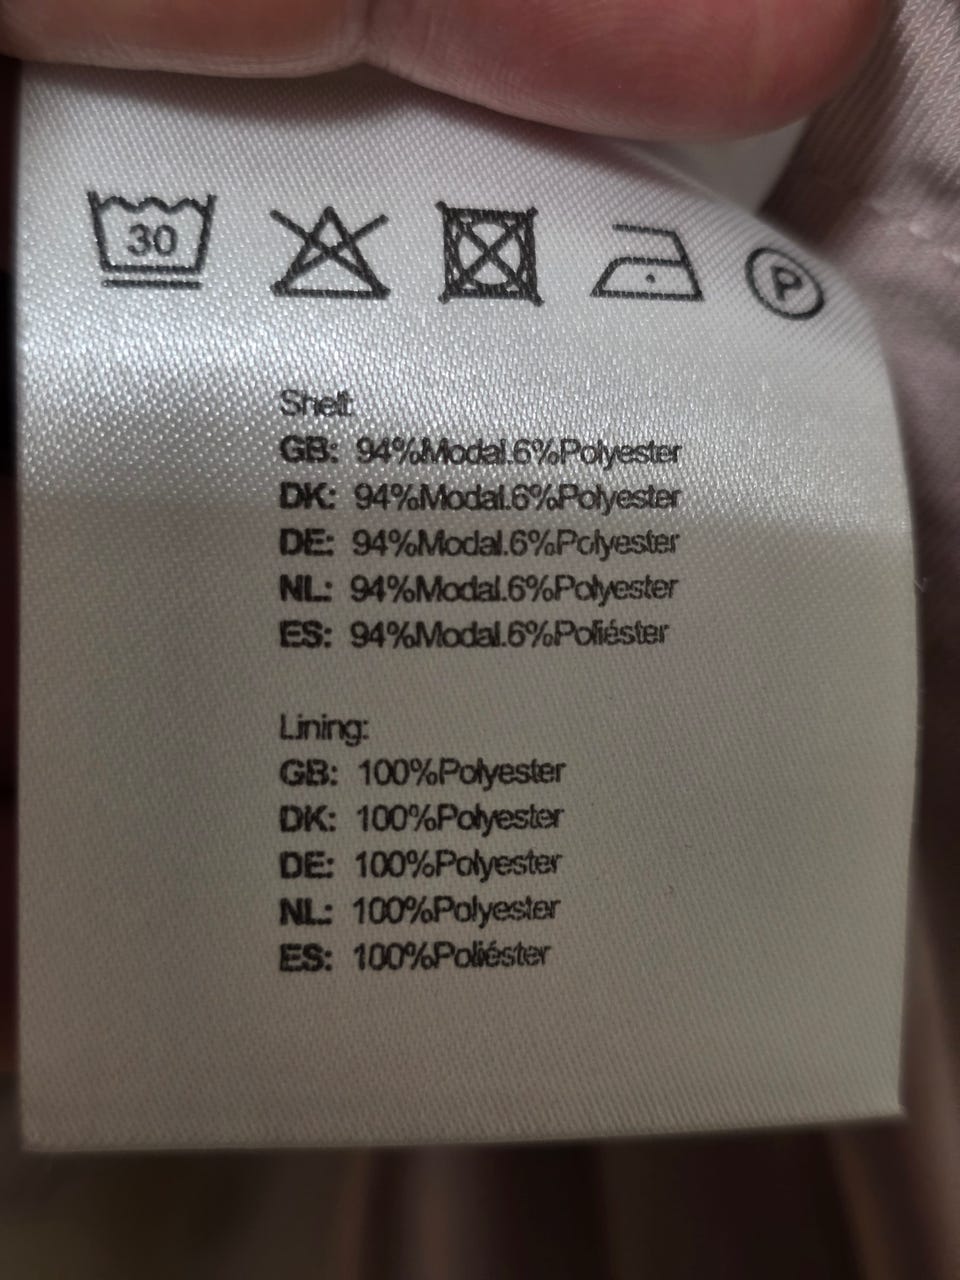 30
P
Shell:
GB: 94%Modal.6%Polyester
DK: 94%Modal.6%Polyester
DE: 94%Modal.6%Polyester
NL: 94%Modal.6%Polyester
ES: 94%Modal.6%Poliéster
Lining:
GB: 100%Polyester
DK: 100%Polyester
DE: 100%Polyester
NL: 100%Polyester
ES: 100%Poliéster